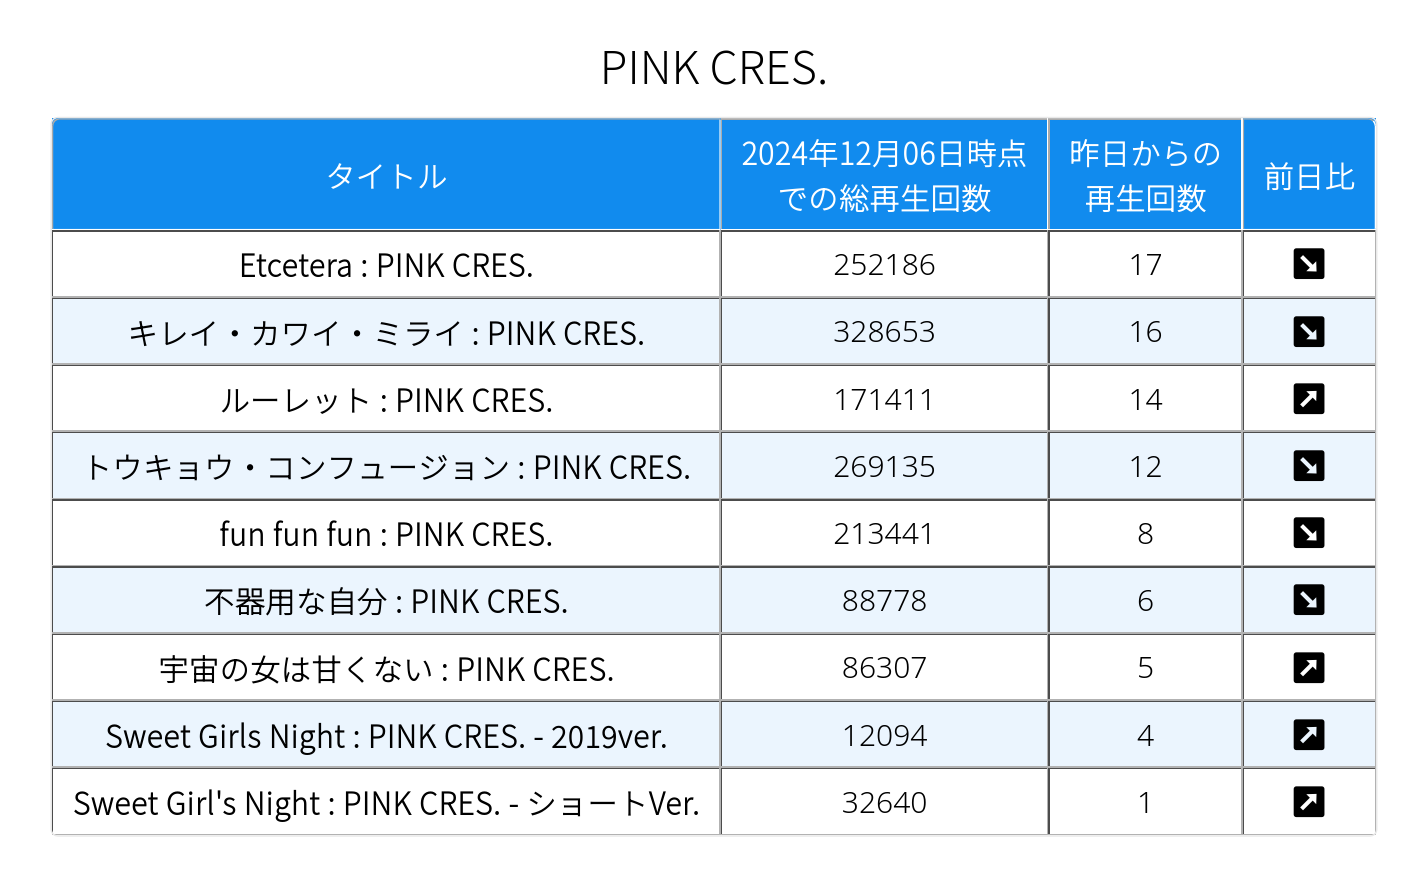 PINK CRES.
タイトル
2024年12月06日時点
での総再生回数
昨日からの
再生回数
前日比
Etcetera : PINK CRES. 252186 17
キレイ・カワイ・ミライ : PINK CRES. 328653 16
ルーレット : PINK CRES. 171411 14
トウキョウ・コンフュージョン : PINK CRES. 269135 12
fun fun fun : PINK CRES. 213441 8
不器用な自分 : PINK CRES. 88778 6
宇宙の女は甘くない : PINK CRES. 86307 5
Sweet Girls Night : PINK CRES. - 2019ver. 12094 4
Sweet Girl's Night : PINK CRES. - ショートVer. 32640 1